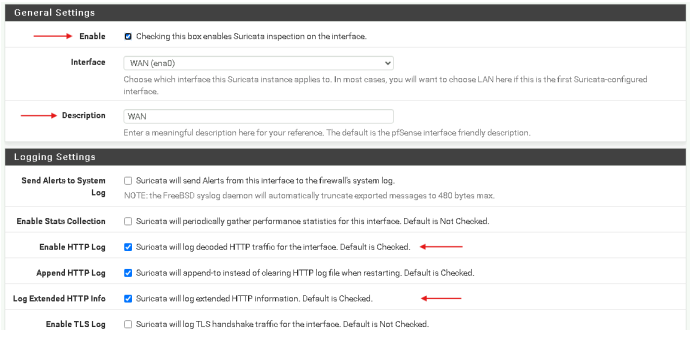 General Settings
Enable Checking this box enables Suricata inspection on the interface.
Interface WAN (ena0)
Choose which interface this Suricata instance applies to. In most cases, you will want to choose LAN here if this is the first Suricata-configured
interface.
Description WAN
Enter a meaningful description here for your reference. The default is the pfSense interface friendly description.
Logging Settings
Send Alerts to System Log Suricata will send Alerts from this interface to the firewall's system log.
NOTE: the FreeBSD syslog daemon will automatically truncate exported messages to 480 bytes max.
Enable Stats Collection Suricata will periodically gather performance statistics for this interface. Default is Not Checked.
Enable HTTP Log Suricata will log decoded HTTP traffic for the interface. Default is Checked.
Append HTTP Log Suricata will append-to instead of clearing HTTP log file when restarting. Default is Checked.
Log Extended HTTP Info Suricata will log extended HTTP information. Default is Checked.
Enable TLS Log Suricata will log TLS handshake traffic for the interface. Default is Not Checked.